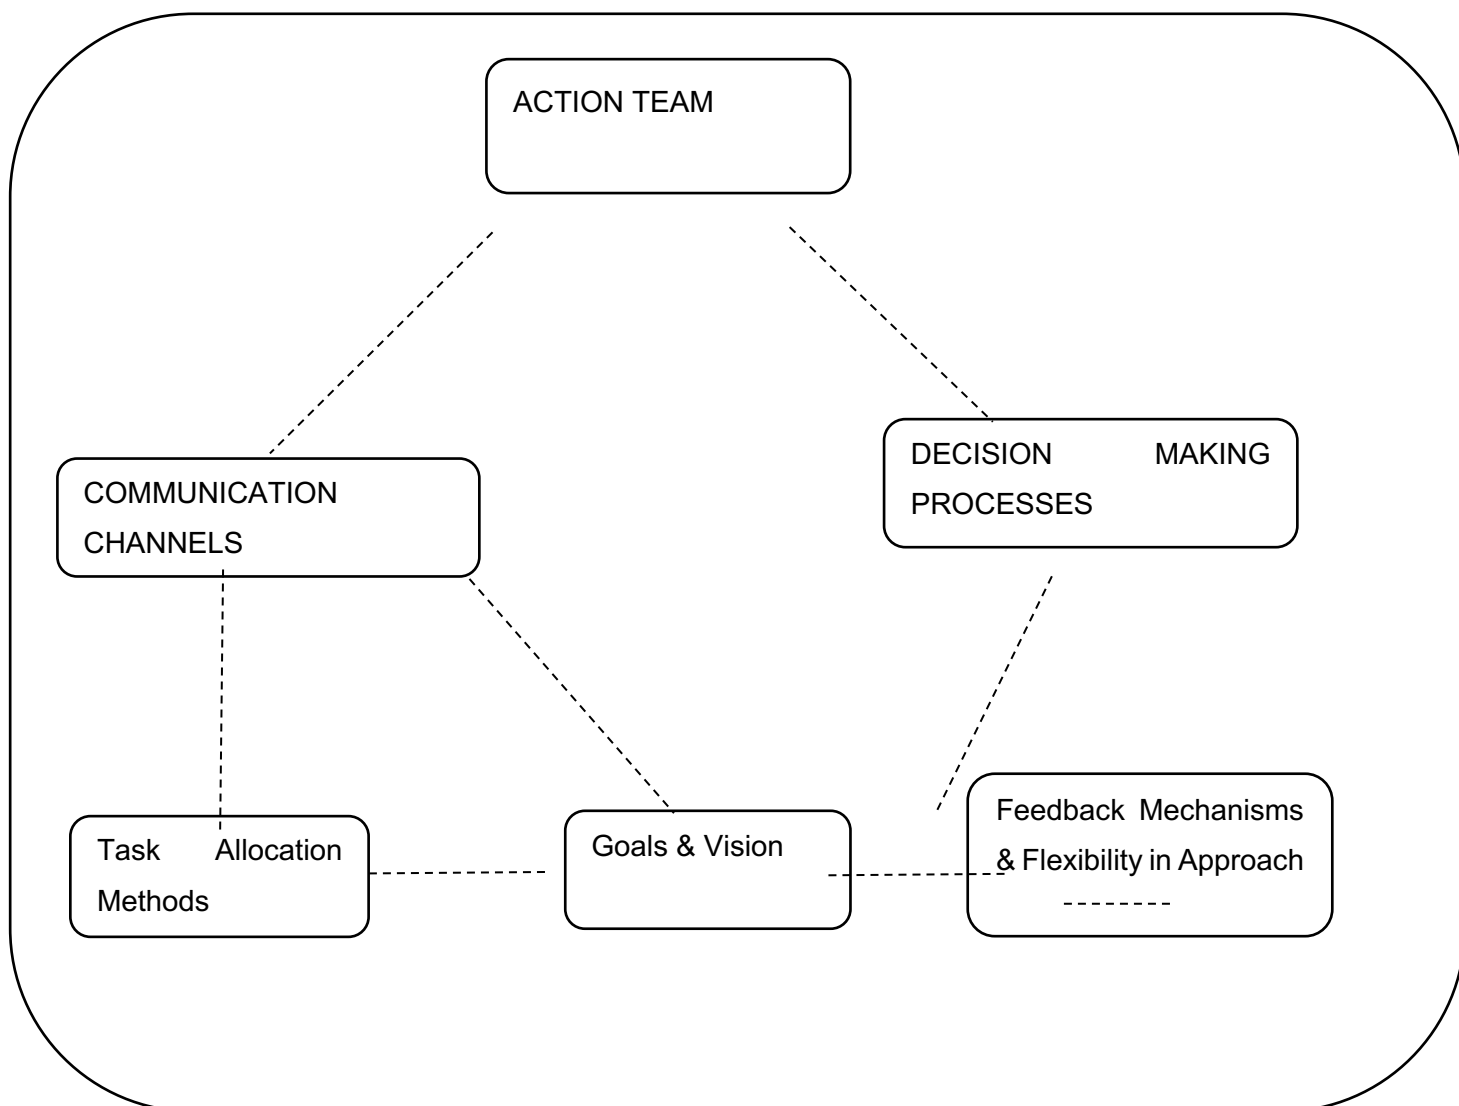 ACTION TEAM
DECISION MAKING
PROCESSES
COMMUNICATION
CHANNELS
Task Allocation
Methods
Goals & Vision
Feedback Mechanisms
& Flexibility in Approach